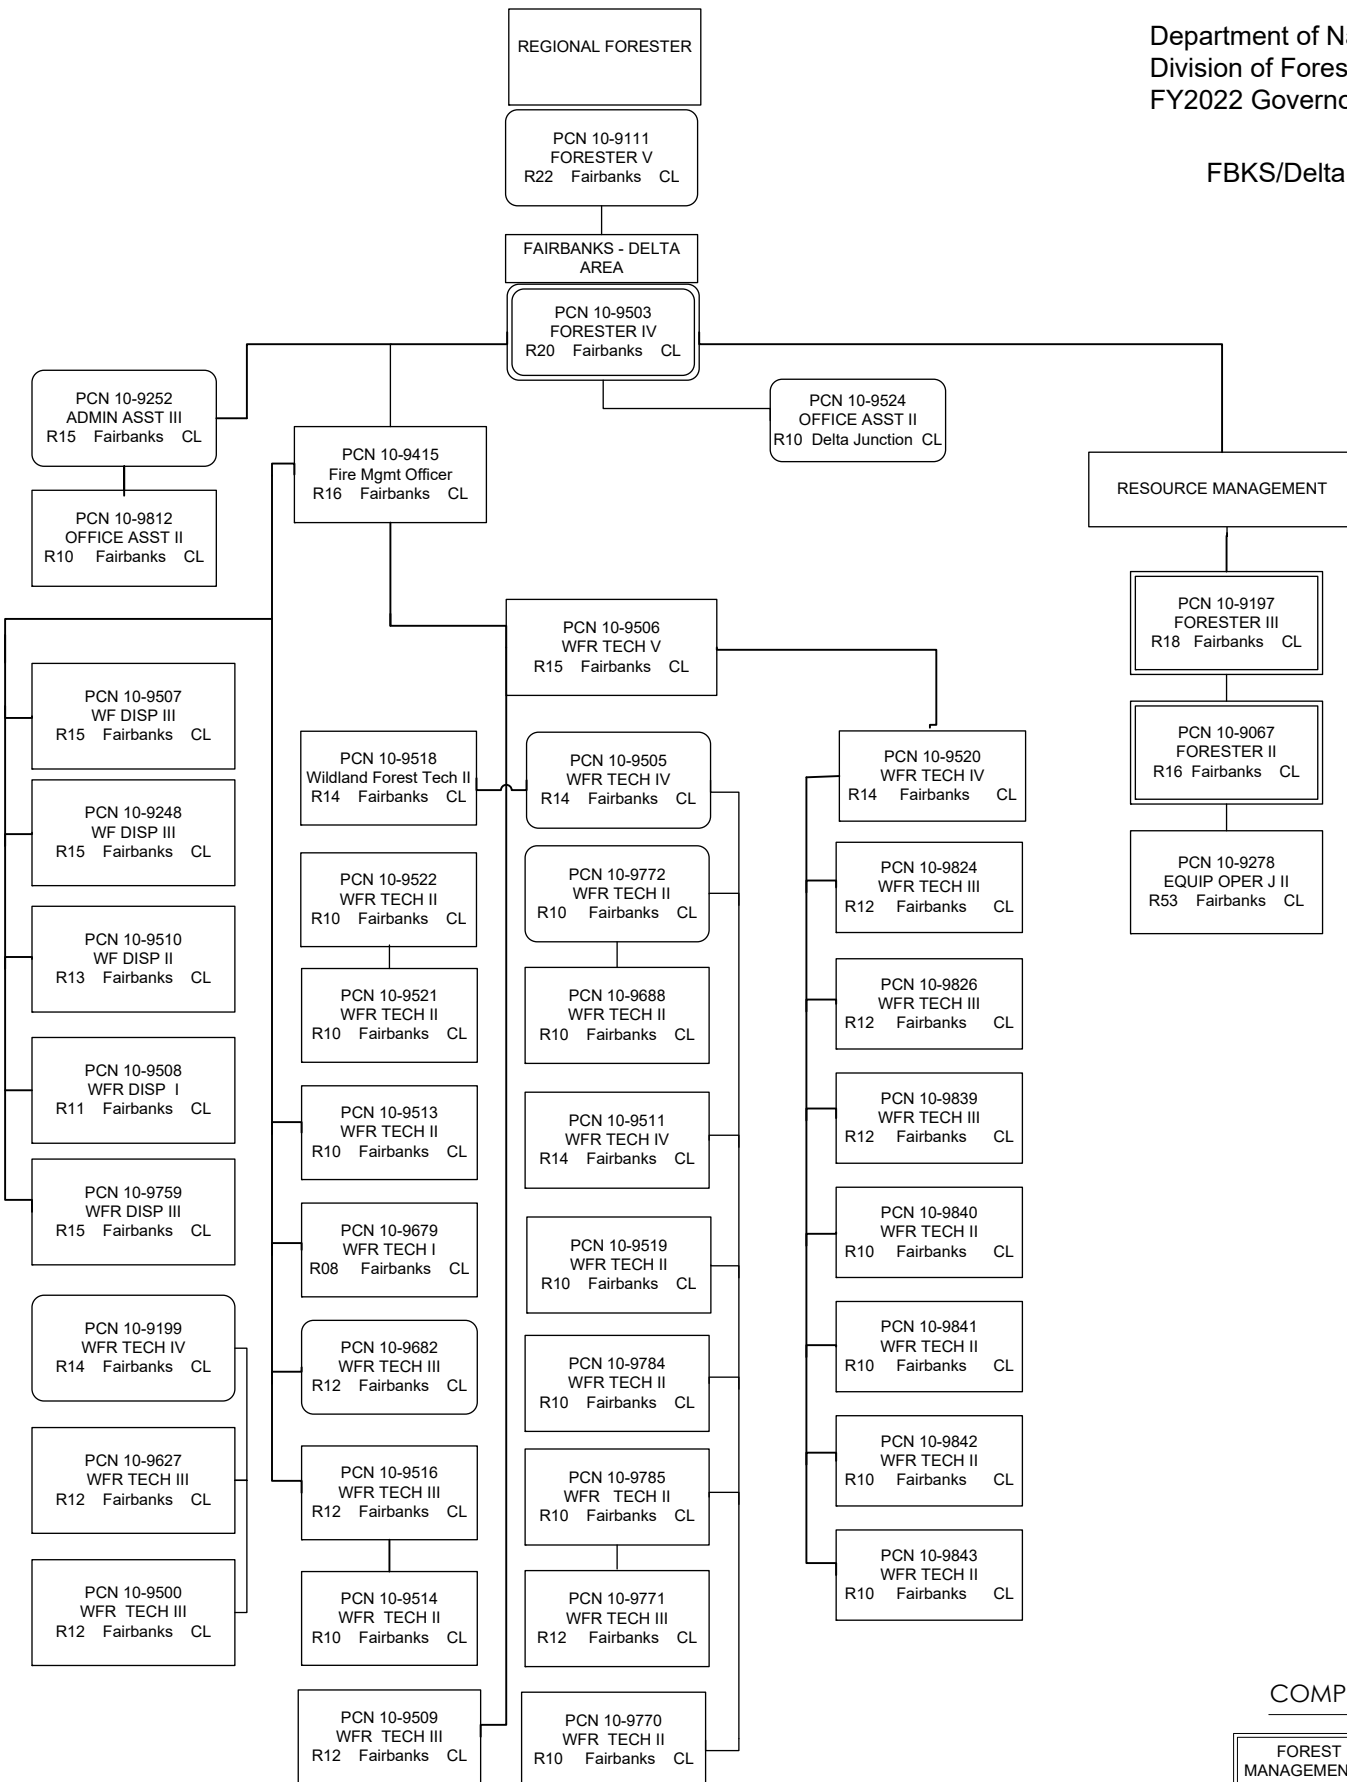 REGIONAL FORESTER
Department of
Division of
FY2022
FBKS/Delta
PCN 10-9111
FORESTER V
R22 Fairbanks CL
FAIRBANKS - DELTA
AREA
PCN 10-9503
FORESTER IV
R20 Fairbanks CL
PCN 10-9252
ADMIN ASST III
R15 Fairbanks CL
PCN 10-9812
OFFICE ASST II
R10 Fairbanks CL
PCN 10-9415
Fire Mgmt Officer
R16 Fairbanks CL
PCN 10-9524
OFFICE ASST II
R10 Delta Junction CL
RESOURCE MANAGEMENT
PCN 10-9197
FORESTER III
R18 Fairbanks CL
PCN 10-9067
FORESTER II
R16 Fairbanks CL
PCN 10-9278
EQUIP OPER J II
R53 Fairbanks CL
PCN 10-9506
WFR TECH V
R15 Fairbanks CL
PCN 10-9507
WF DISP III
R15 Fairbanks CL
PCN 10-9248
WF DISP III
R15 Fairbanks CL
PCN 10-9510
WF DISP II
R13 Fairbanks CL
PCN 10-9508
WFR DISP I
R11 Fairbanks CL
PCN 10-9759
WFR DISP III
R15 Fairbanks CL
PCN 10-9199
WFR TECH IV
R14 Fairbanks CL
PCN 10-9627
WFR TECH III
R12 Fairbanks CL
PCN 10-9500
WFR TECH III
R12 Fairbanks CL
PCN 10-9518
Wildland Forest Tech II
R14 Fairbanks CL
PCN 10-9522
WFR TECH II
R10 Fairbanks CL
PCN 10-9521
WFR TECH II
R10 Fairbanks CL
PCN 10-9513
WFR TECH II
R10 Fairbanks CL
PCN 10-9679
WFR TECH I
R08 Fairbanks CL
PCN 10-9682
WFR TECH III
R12 Fairbanks CL
PCN 10-9516
WFR TECH III
R12 Fairbanks CL
PCN 10-9514
WFR TECH II
R10 Fairbanks CL
PCN 10-9509
WFR TECH III
R12 Fairbanks CL
PCN 10-9505
WFR TECH IV
R14 Fairbanks CL
PCN 10-9772
WFR TECH II
R10 Fairbanks CL
PCN 10-9688
WFR TECH II
R10 Fairbanks CL
PCN 10-9511
WFR TECH IV
R14 Fairbanks CL
PCN 10-9519
WFR TECH II
R10 Fairbanks CL
PCN 10-9784
WFR TECH II
R10 Fairbanks CL
PCN 10-9785
WFR TECH II
R10 Fairbanks CL
PCN 10-9771
WFR TECH III
R12 Fairbanks CL
PCN 10-9770
WFR TECH II
R10 Fairbanks CL
PCN 10-9520
WFR TECH IV
R14 Fairbanks CL
PCN 10-9824
WFR TECH III
R12 Fairbanks CL
PCN 10-9826
WFR TECH III
R12 Fairbanks CL
PCN 10-9839
WFR TECH III
R12 Fairbanks CL
PCN 10-9840
WFR TECH II
R10 Fairbanks CL
PCN 10-9841
WFR TECH II
R10 Fairbanks CL
PCN 10-9842
WFR TECH II
R10 Fairbanks CL
PCN 10-9843
WFR TECH II
R10 Fairbanks CL
COMP
FOREST